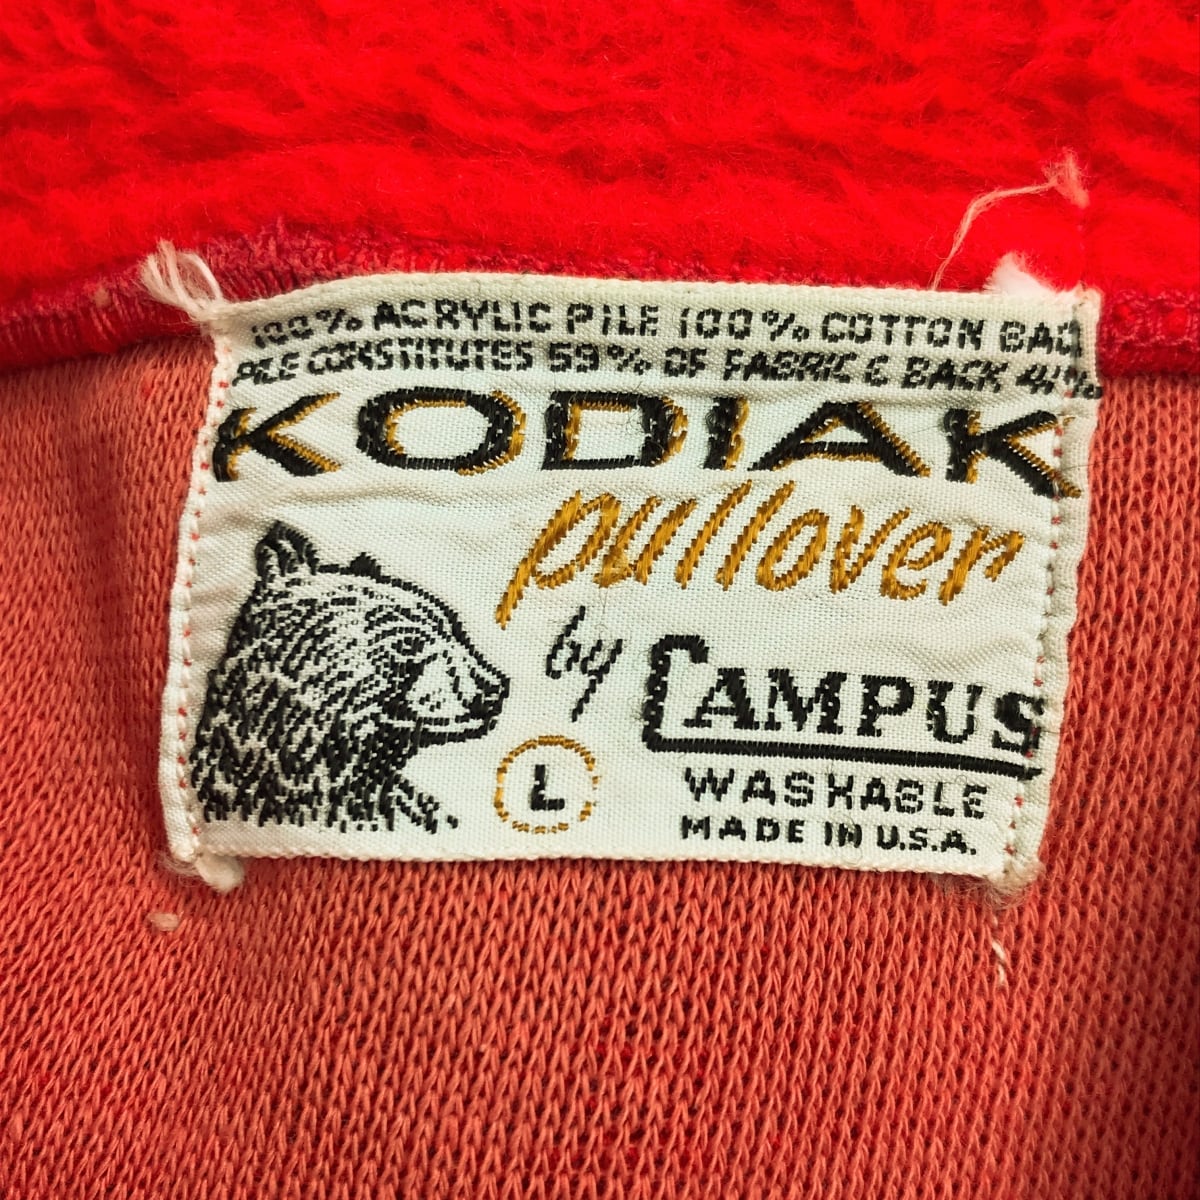 100% ACRYLIC PILE 100% COTTON BAC
PILE CONSTITUTES 59% OF FABRIC & BACK 41%
KODIAK
pullover
by CAMPUS
L
WASHABLE
MADE IN U.S.A.